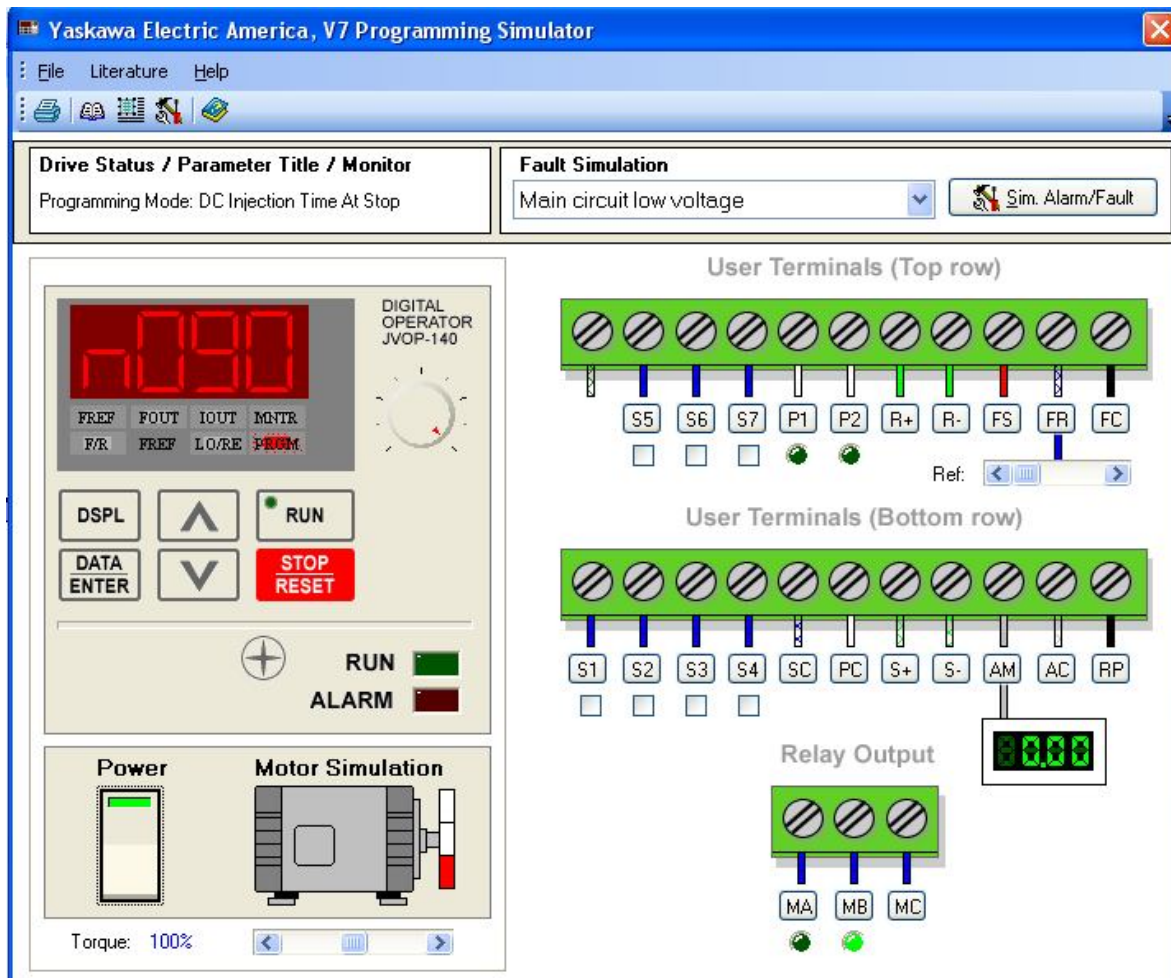 Yaskawa Electric America, V7 Programming Simulator
File Literature Help
Drive Status / Parameter Title / Monitor
Programming Mode: DC Injection Time At Stop
Fault Simulation
Main circuit low voltage
Sim. Alarm/Fault
n090
FREF FOUT IOUT MNTR
F/R FREF LO/RE PRGM
DIGITAL
OPERATOR
JVOP-140
DSPL
RUN
DATA
ENTER
STOP
RESET
RUN
ALARM
Power
Motor Simulation
Torque: 100%
User Terminals (Top row)
S5 S6 S7 P1 P2 R+ R- FS FR FC
Ref:
User Terminals (Bottom row)
S1 S2 S3 S4 SC PC S+ S- AM AC RP
0.00
Relay Output
MA MB MC